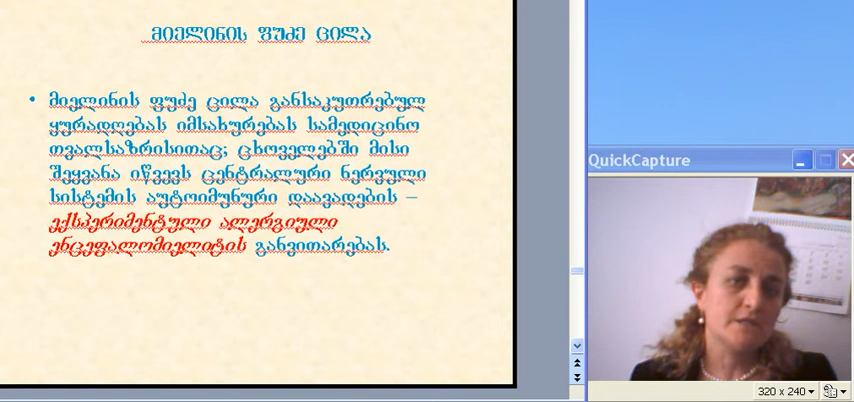 მიელინის ფუძე ცილა
• მიელინის ფუძე ცილა განსაკუთრებულ
ყურადღებას იმსახურებას სამედიცინო
თვალსაზრისითაც; ცხოველებში მისი
შეყვანა იწვევს ცენტრალური ნერვული
სისტემის აუტოიმუნური დაავადების –
ექსპერიმენტული ალერგიული
ენცეფალომიელიტის განვითარებას.
QuickCapture
320 x 240